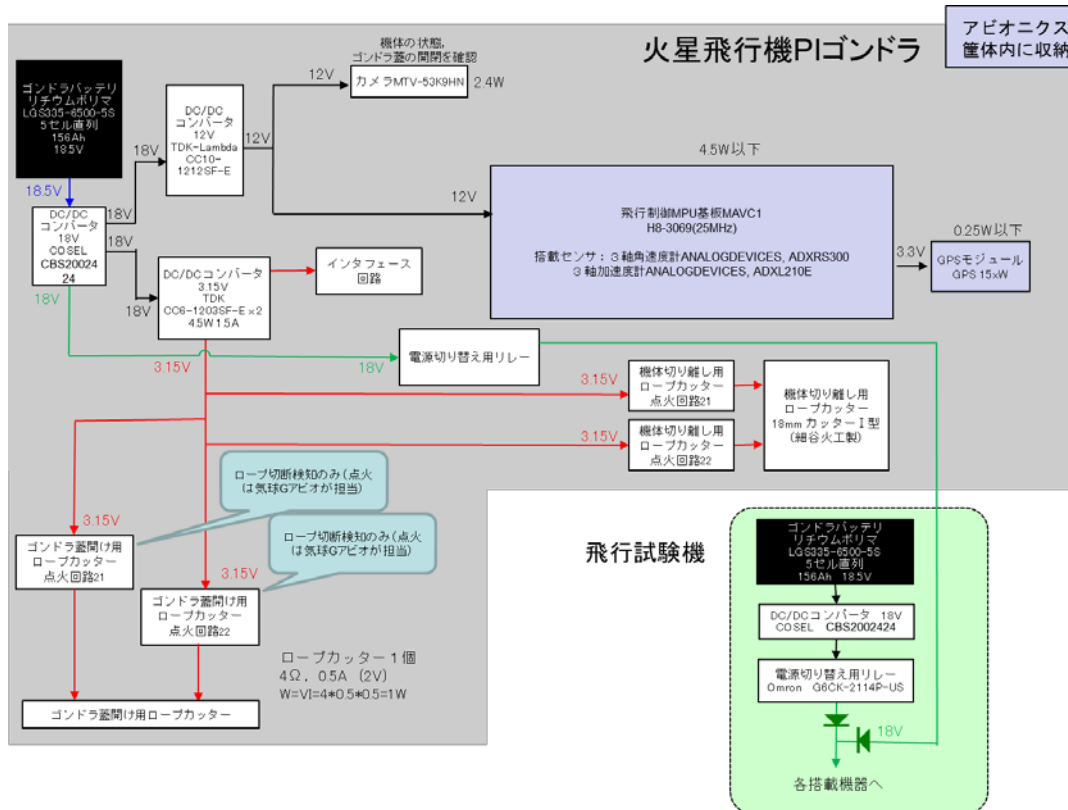 火星飛行機PIゴンドラ
アビオニクス
筐体内に収納
機体の状態,
ゴンドラ蓋の開閉を確認
カメラMTV-53K9HN
2.4W
12V
ゴンドラバッテリ
リチウムポリマ
LGS335-6500-5S
5セル直列
156Ah
18.5V
18.5V
DC/DC
コンバータ
12V
TDK-Lambda
CC10-
1212SF-E
18V
12V
DC/DC
コンバータ
18V
COSEL
CBS20024
24
18V
18V
18V
18V
12V
4.5W以下
飛行制御MPU基板MAVC1
H8-3069(25MHz)
搭載センサ：３軸角速度計ANALOGDEVICES, ADXRS300
３軸加速度計ANALOGDEVICES, ADXL210E
3.3V
0.25W以下
GPSモジュール
GPS 15xW
DC/DCコンバータ
3.15V
TDK
CC6-1203SF-E×2
4.5W 1.5A
インタフェース
回路
3.15V
18V
電源切り替え用リレー
3.15V
機体切り離し用
ロープカッター
点火回路21
3.15V
機体切り離し用
ロープカッター
点火回路22
機体切り離し用
ロープカッター
18mmカッターⅠ型
(細谷火工製)
ロープ切断検知のみ(点火
は気球Gアビオが担当)
ロープ切断検知のみ(点火
は気球Gアビオが担当)
3.15V
ゴンドラ蓋開け用
ロープカッター
点火回路21
3.15V
ゴンドラ蓋開け用
ロープカッター
点火回路22
ロープカッター１個
4Ω, 0.5A (2V)
W=VI=4*0.5*0.5=1W
ゴンドラ蓋開け用ロープカッター
飛行試験機
ゴンドラバッテリ
リチウムポリマ
LGS335-6500-5S
5セル直列
156Ah 18.5V
DC/DCコンバータ 18V
COSEL CBS2002424
電源切り替え用リレー
Omron G6CK-2114P-US
18V
各搭載機器へ